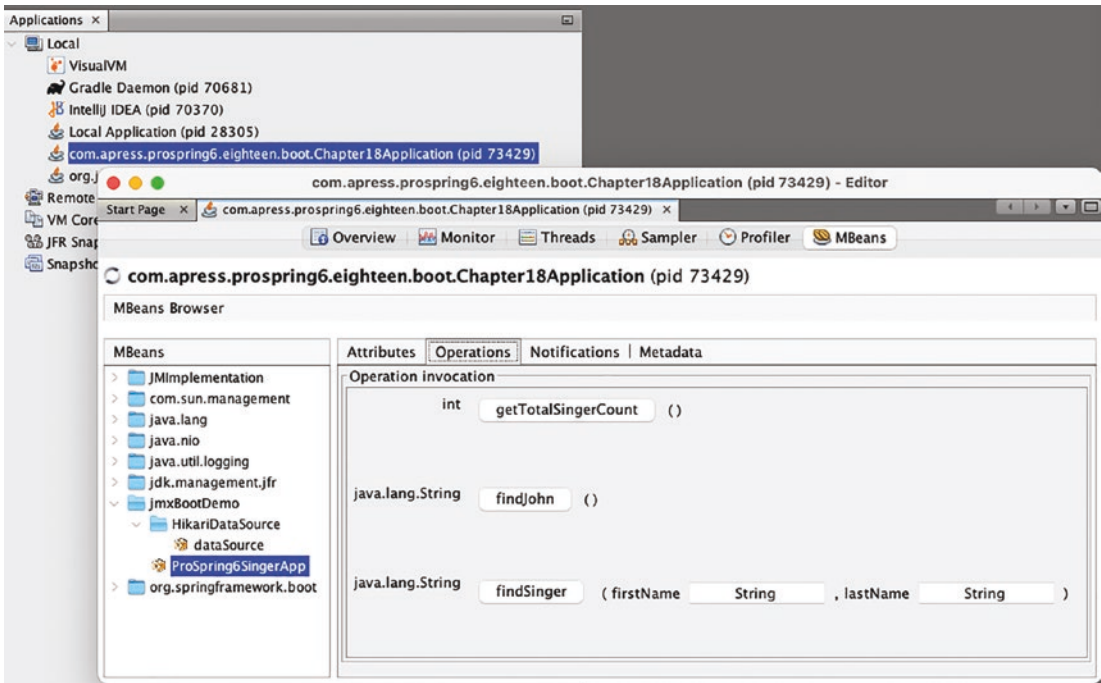 Applications ×
Local
VisualVM
Gradle Daemon (pid 70681)
IntelliJ IDEA (pid 70370)
Local Application (pid 28305)
com.apress.prospring6.eighteen.boot.Chapter18Application (pid 73429)
org.j
Remote
VM Core
JFR Snap
Snapsho
com.apress.prospring6.eighteen.boot.Chapter18Application (pid 73429) - Editor
Start Page × com.apress.prospring6.eighteen.boot.Chapter18Application (pid 73429) ×
Overview Monitor Threads Sampler Profiler MBeans
com.apress.prospring6.eighteen.boot.Chapter18Application (pid 73429)
MBeans Browser
MBeans
JMImplementation
com.sun.management
java.lang
java.nio
java.util.logging
jdk.management.jfr
jmxBootDemo
HikariDataSource
dataSource
ProSpring6SingerApp
org.springframework.boot
Attributes Operations Notifications Metadata
Operation invocation
int getTotalSingerCount ()
java.lang.String findJohn ()
java.lang.String findSinger ( firstName String , lastName String )